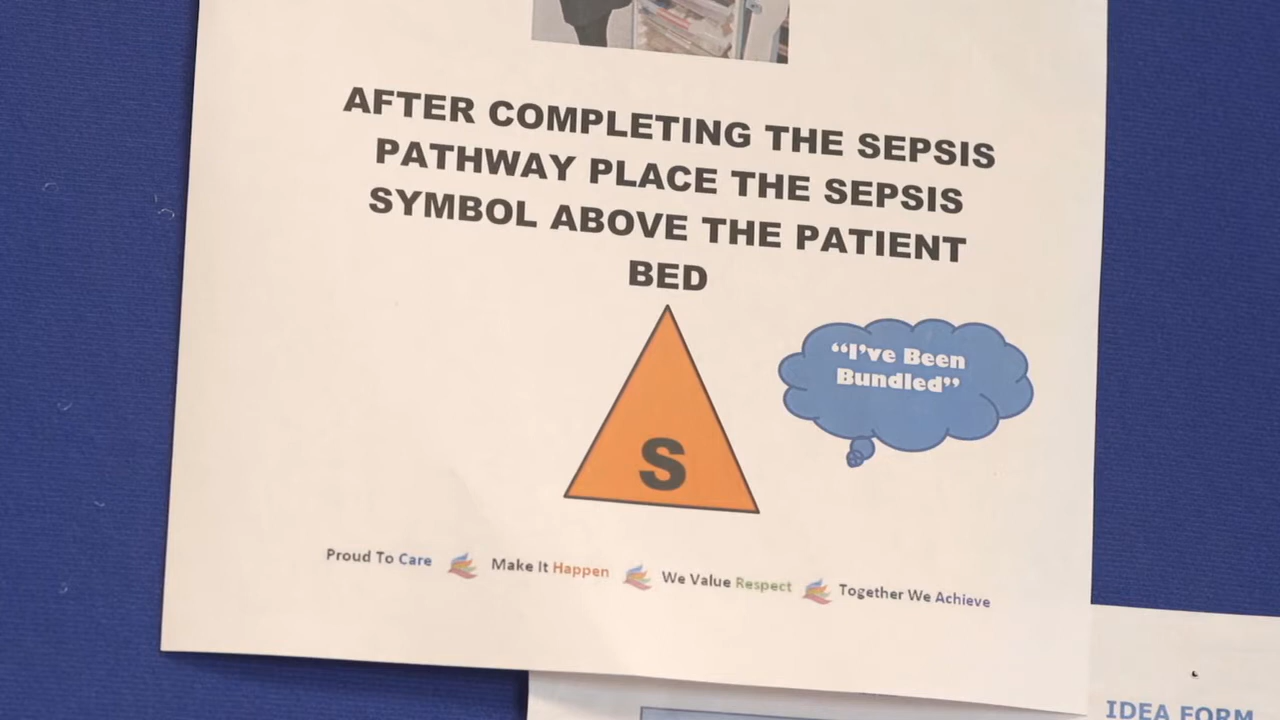 AFTER COMPLETING THE SEPSIS
PATHWAY PLACE THE SEPSIS
SYMBOL ABOVE THE PATIENT
BED
“I’ve Been
Bundled”
S
Proud To Care Make It Happen We Value Respect Together We Achieve
IDEA FORM